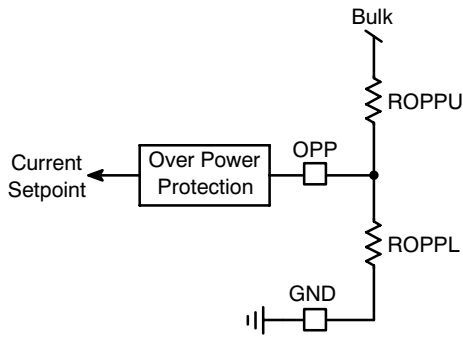 Bulk
ROPPU
OPP
Over Power
Protection
Current
Setpoint
ROPPL
GND